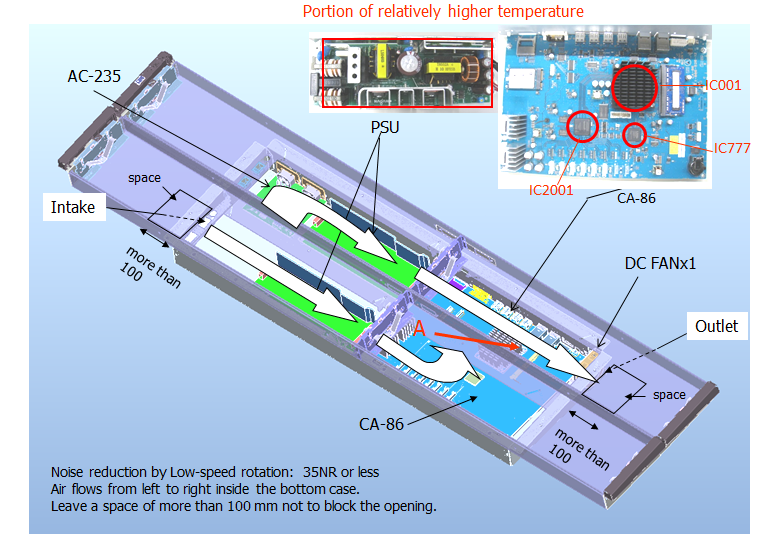 Portion of relatively higher temperature
AC-235
PSU
IC001
IC777
IC2001
CA-86
space
Intake
more than
100
DC FANx1
A
Outlet
space
CA-86
more than
100
Noise reduction by Low-speed rotation: 35NR or less
Air flows from left to right inside the bottom case.
Leave a space of more than 100 mm not to block the opening.